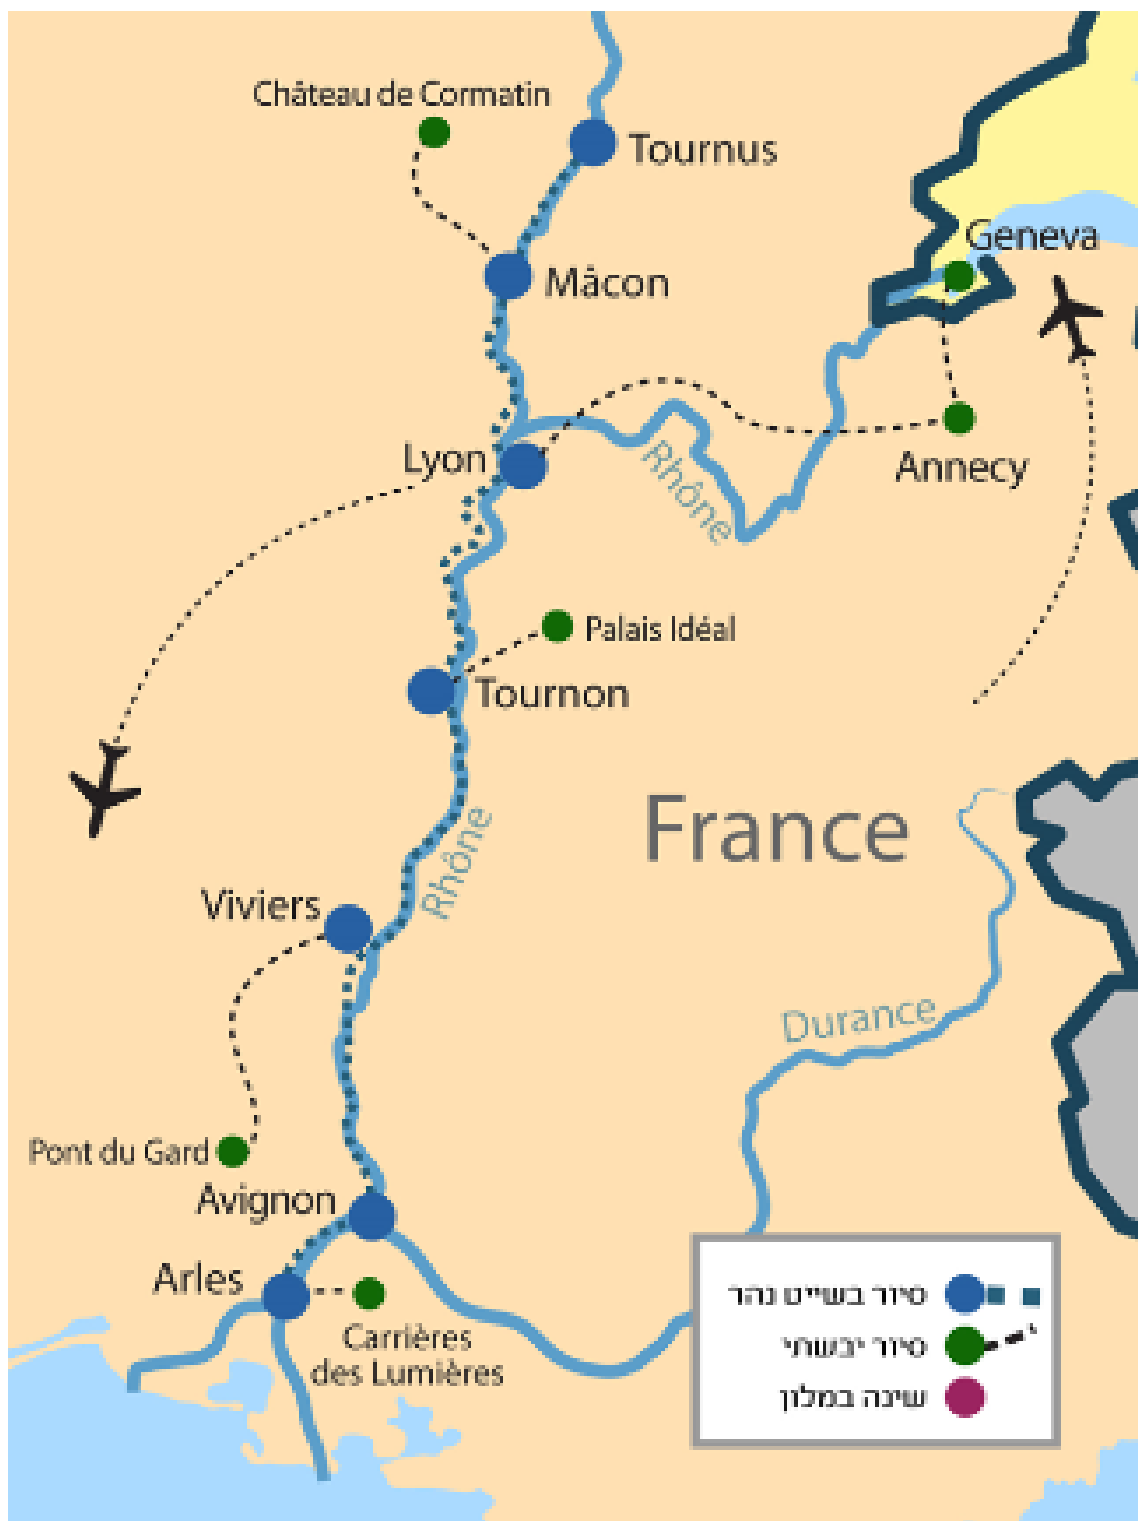 Château de Cormatin
Tournus
Geneva
Mâcon
Lyon
Rhône
Annecy
Palais Idéal
Tournon
France
Rhône
Viviers
Durance
Pont du Gard
Avignon
Arles
Carrières
des Lumières
סיור בשייט נהר
סיור יבשתי
שינה במלון